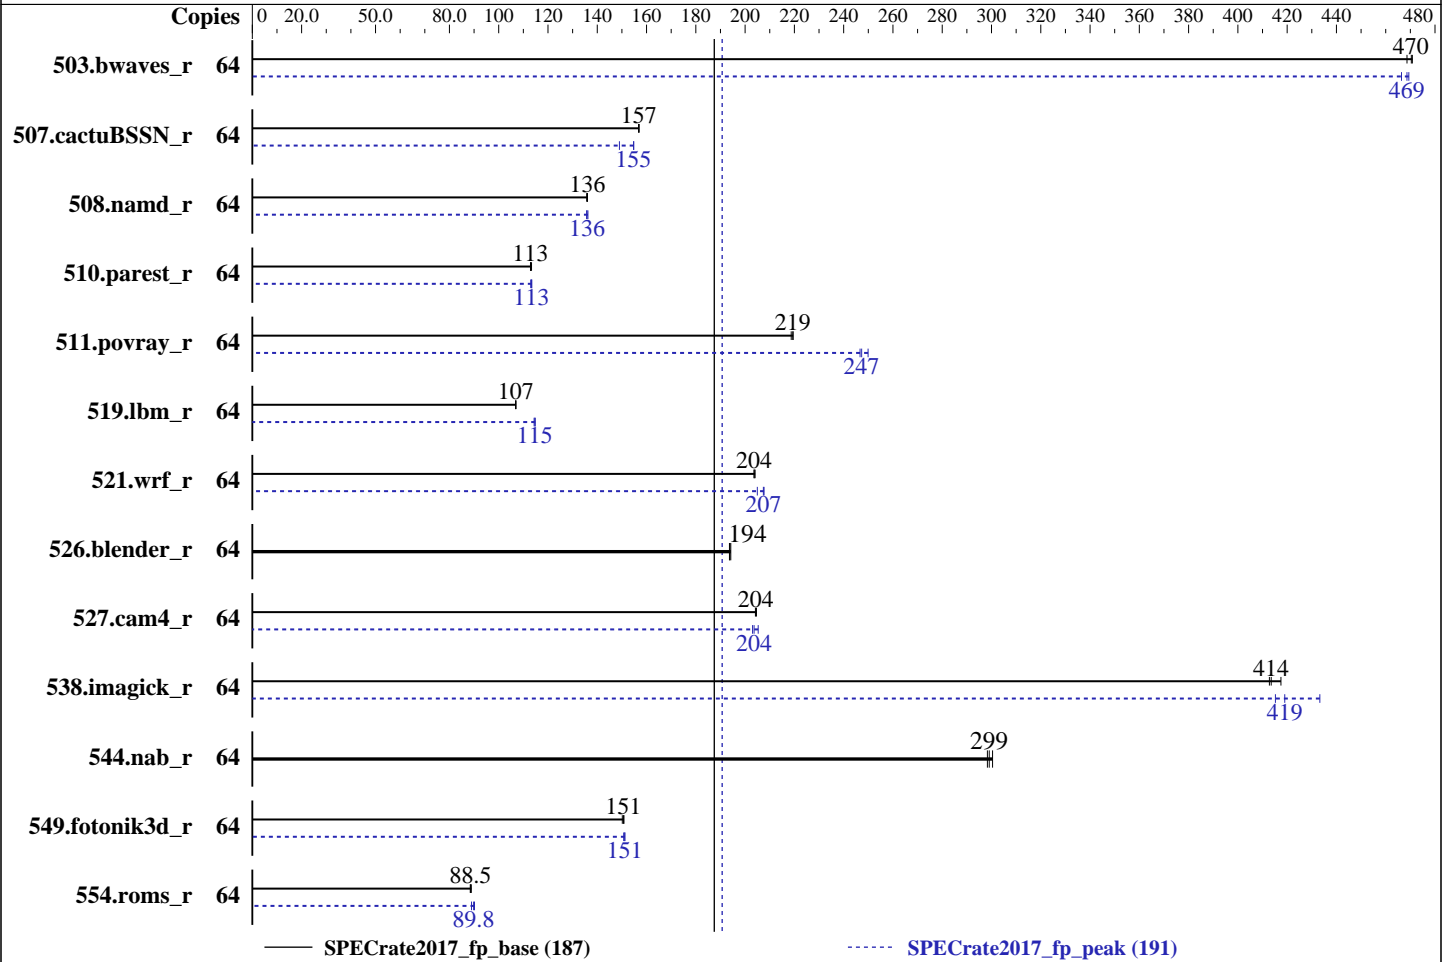 Copies 0 20.0 50.0 80.0 100 120 140 160 180 200 220 240 260 280 300 320 340 360 380 400 420 440 480
470
503.bwaves_r 64
469
157
507.cactuBSSN_r 64
155
136
508.namd_r 64
136
113
510.parest_r 64
113
219
511.povray_r 64
247
107
519.lbm_r 64
115
204
521.wrf_r 64
207
194
526.blender_r 64
204
527.cam4_r 64
204
414
538.imagick_r 64
419
299
544.nab_r 64
151
549.fotonik3d_r 64
151
88.5
554.roms_r 64
89.8
SPECrate2017_fp_base (187) SPECrate2017_fp_peak (191)